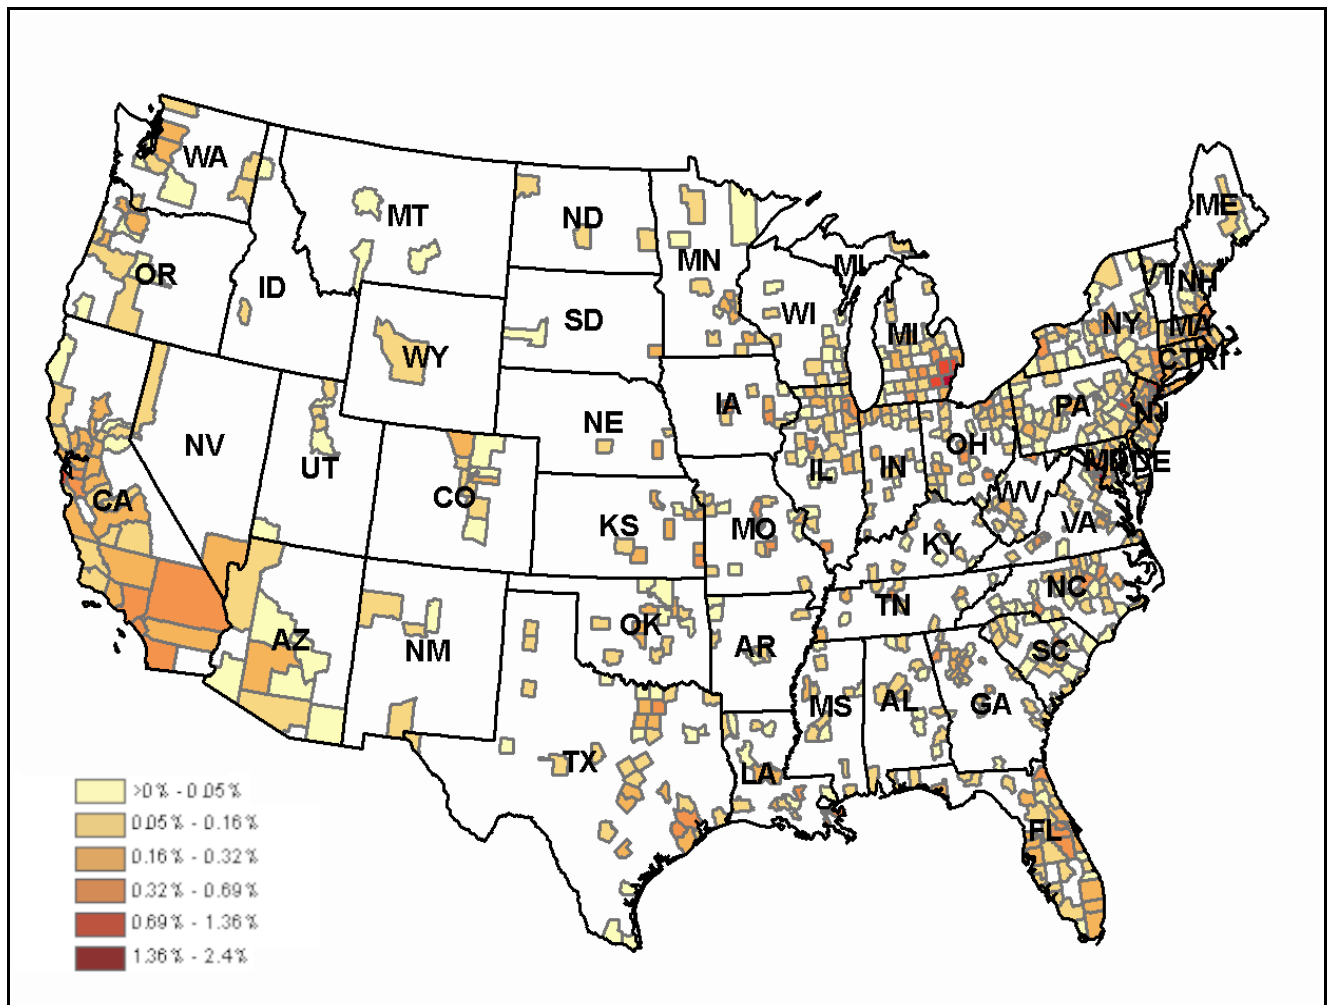 WA
MT
ND
MN
ME
OR
ID
SD
WI
MI
MI
VT
NH
NY
MA
WY
CT
RI
NE
IA
PA
NJ
NV
UT
CO
IL
IN
OH
MD
DE
CA
KS
MO
WV
VA
KY
AZ
NM
OK
AR
TN
NC
SC
MS
AL
GA
TX
LA
FL
>0% - 0.05%
0.05% - 0.16%
0.16% - 0.32%
0.32% - 0.69%
0.69% - 1.36%
1.36% - 2.4%